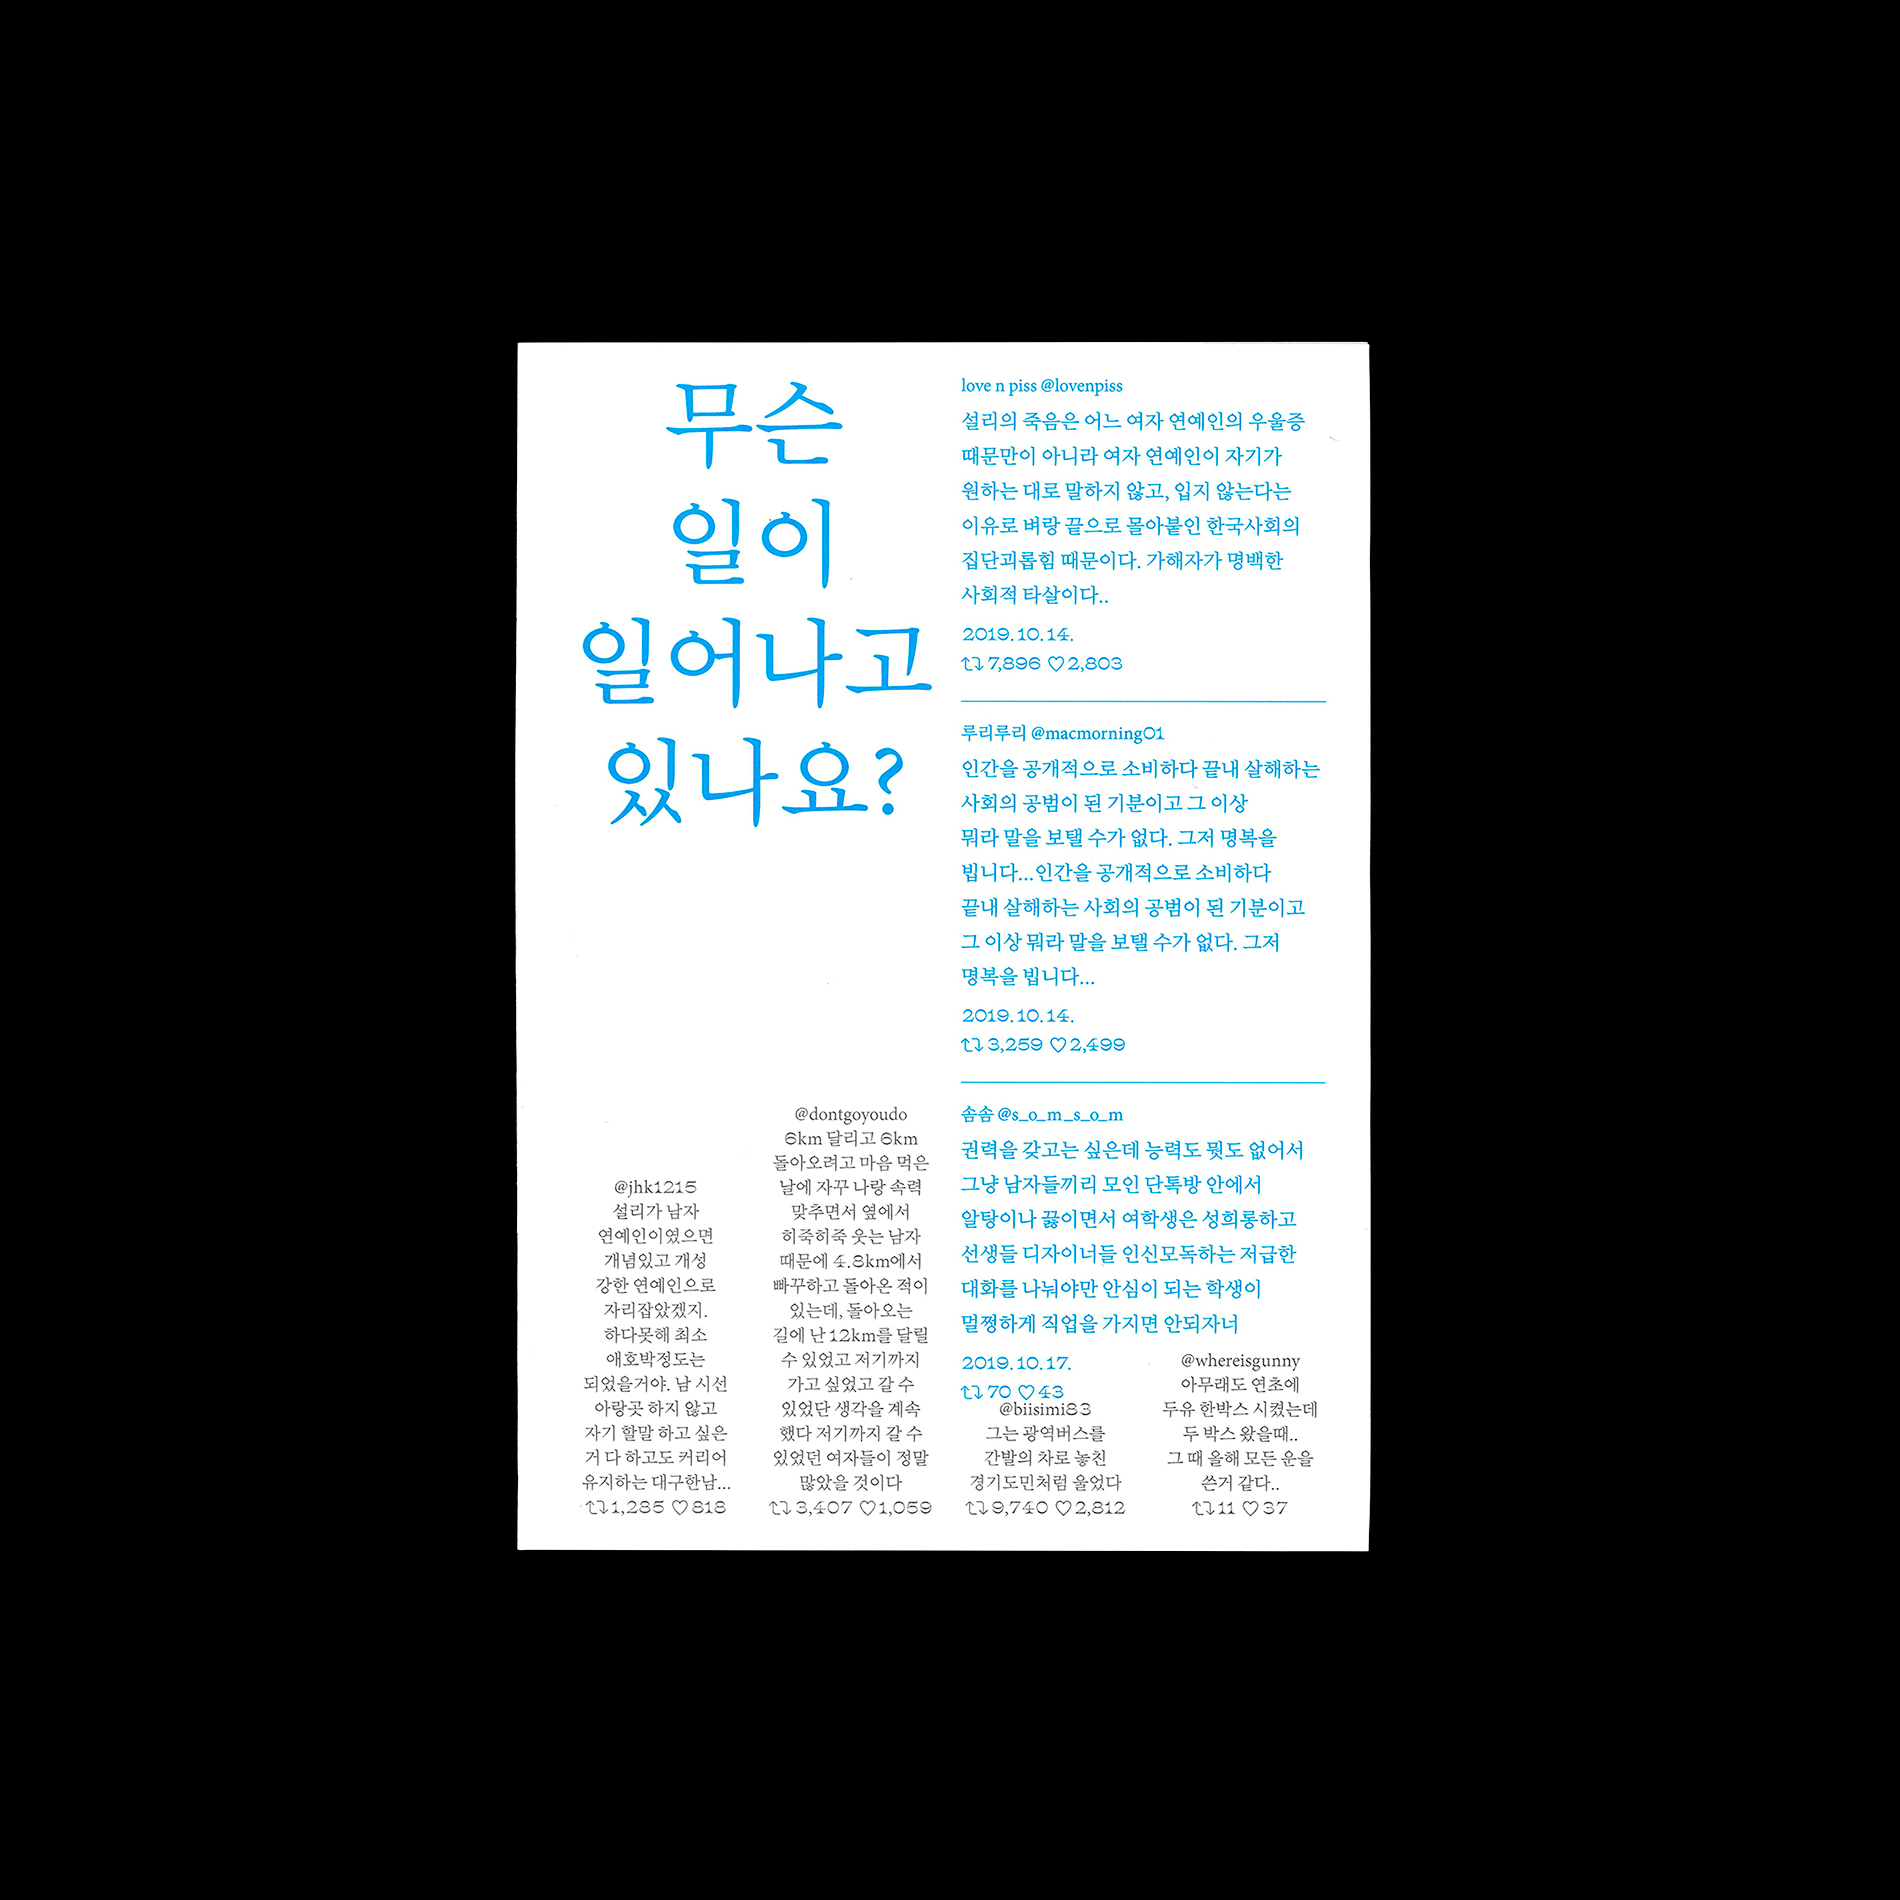 무슨
일이
일어나고
있나요?
love n piss @lovenpiss
설리의 죽음은 어느 여자 연예인의 우울증
때문만이 아니라 여자 연예인이 자기가
원하는 대로 말하지 않고, 입지 않는다는
이유로 벼랑 끝으로 몰아붙인 한국사회의
집단괴롭힘 때문이다. 가해자가 명백한
사회적 타살이다..
2019.10.14.
7,896 ♡2,803
루리루리 @macmorning01
인간을 공개적으로 소비하다 끝내 살해하는
사회의 공범이 된 기분이고 그 이상
뭐라 말을 보탤 수가 없다. 그저 명복을
빕니다...인간을 공개적으로 소비하다
끝내 살해하는 사회의 공범이 된 기분이고
그 이상 뭐라 말을 보탤 수가 없다. 그저
명복을 빕니다...
2019.10.14.
3,259 ♡2,499
솜솜 @s_o_m_s_o_m
권력을 갖고는 싶은데 능력도 뭣도 없어서
그냥 남자들끼리 모인 단톡방 안에서
알탕이나 끓이면서 여학생은 성희롱하고
선생들 디자이너들 인신모독하는 저급한
대화를 나눠야만 안심이 되는 학생이
멀쩡하게 직업을 가지면 안되자너
2019.10.17.
70 ♡43
@jhk1215
설리가 남자
연예인이였으면
개념있고 개성
강한 연예인으로
자리잡았겠지.
하다못해 최소
애호박정도는
되었을거야. 남 시선
아랑곳 하지 않고
자기 할말 하고 싶은
거 다 하고도 커리어
유지하는 대구한남...
1,285 ♡818
@dontgoyoudo
6km 달리고 6km
돌아오려고 마음 먹은
날에 자꾸 나랑 속력
맞추면서 옆에서
히죽히죽 웃는 남자
때문에 4.8km에서
빠꾸하고 돌아온 적이
있는데, 돌아오는
길에 난 12km를 달릴
수 있었고 저기까지
가고 싶었고 갈 수
있었단 생각을 계속
했다 저기까지 갈 수
있었던 여자들이 정말
많았을 것이다
3,407 ♡1,059
@biisimi83
그는 광역버스를
간발의 차로 놓친
경기도민처럼 울었다
9,740 ♡2,812
@whereisgunny
아무래도 연초에
두유 한박스 시켰는데
두 박스 왔을때..
그 때 올해 모든 운을
쓴거 같다..
11 ♡37